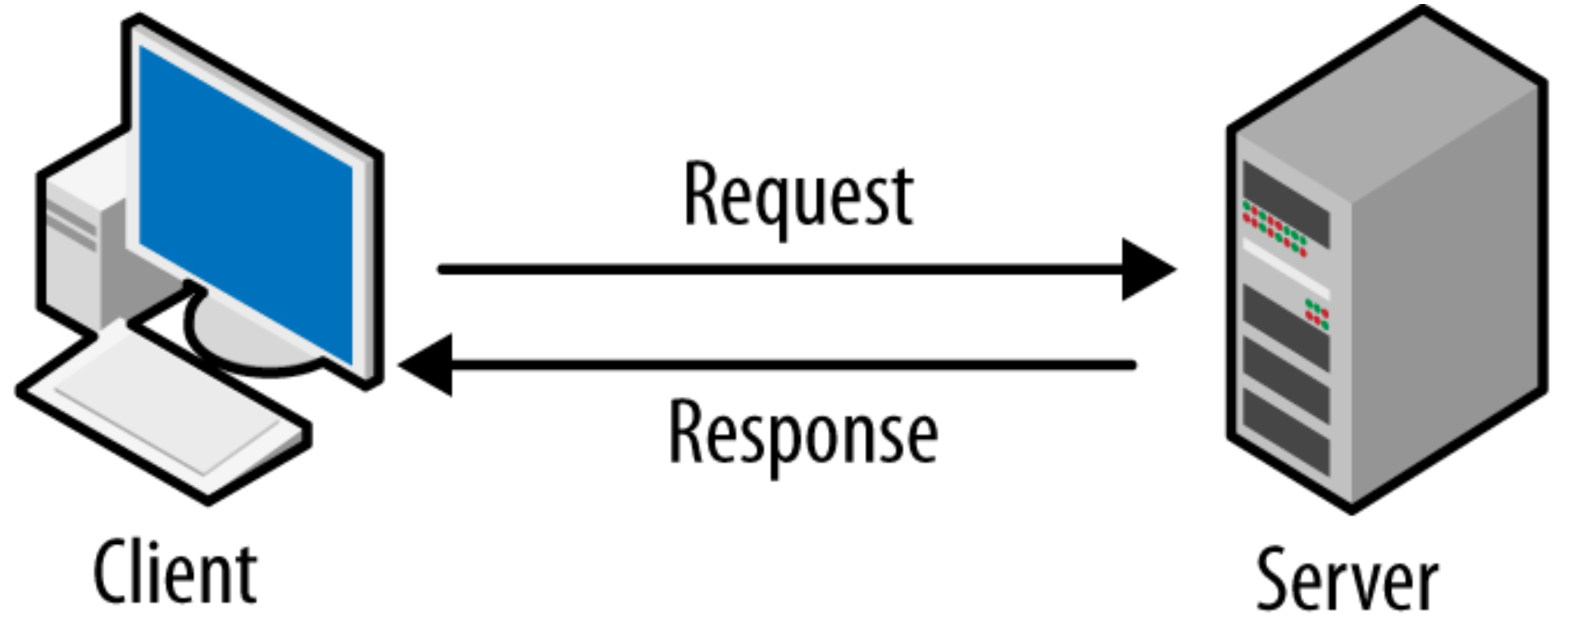 Request
Response
Client
Server